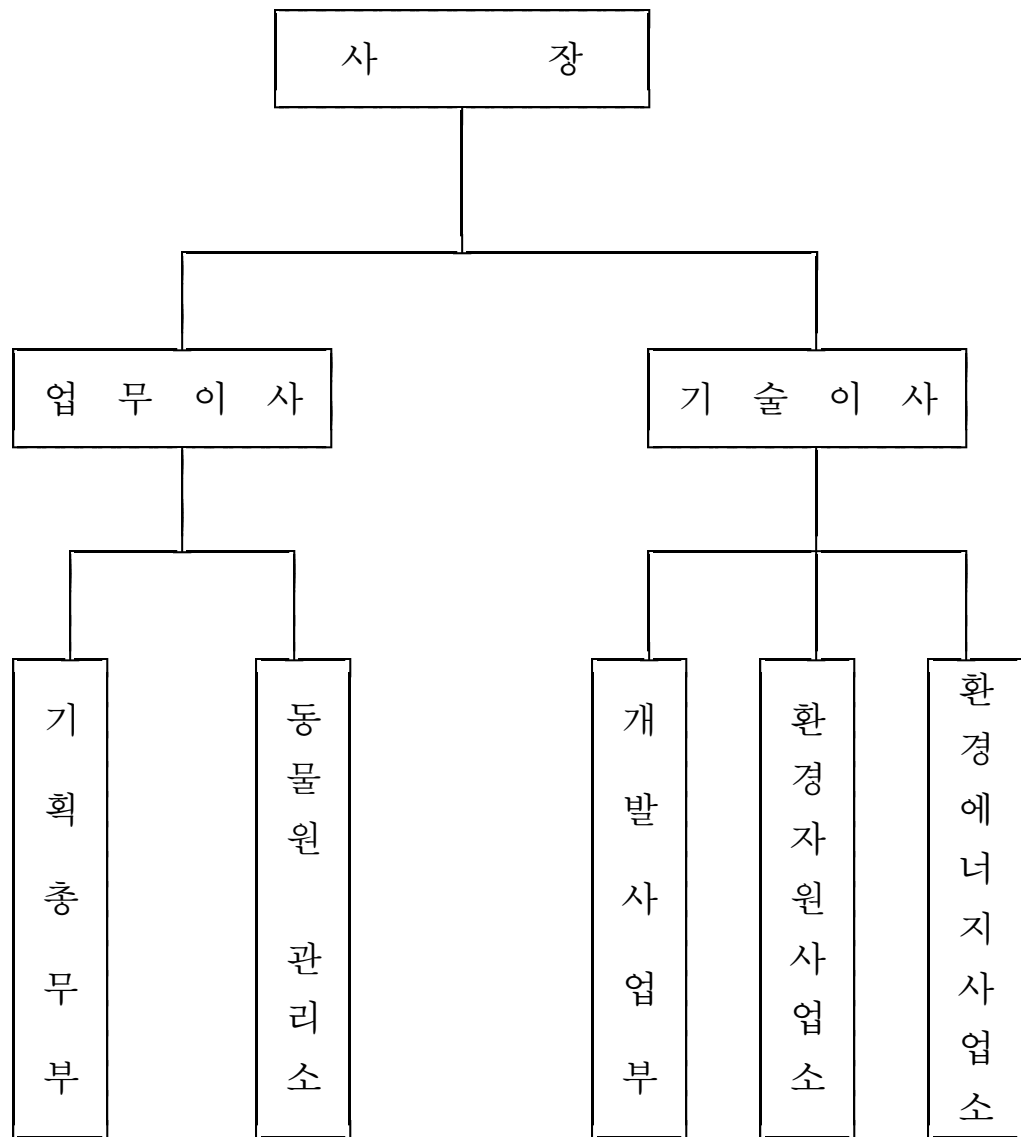 사 장
업 무 이 사
기 술 이 사
기획총무부
동물원 관리소
개발사업부
환경자원사업소
환경에너지사업소